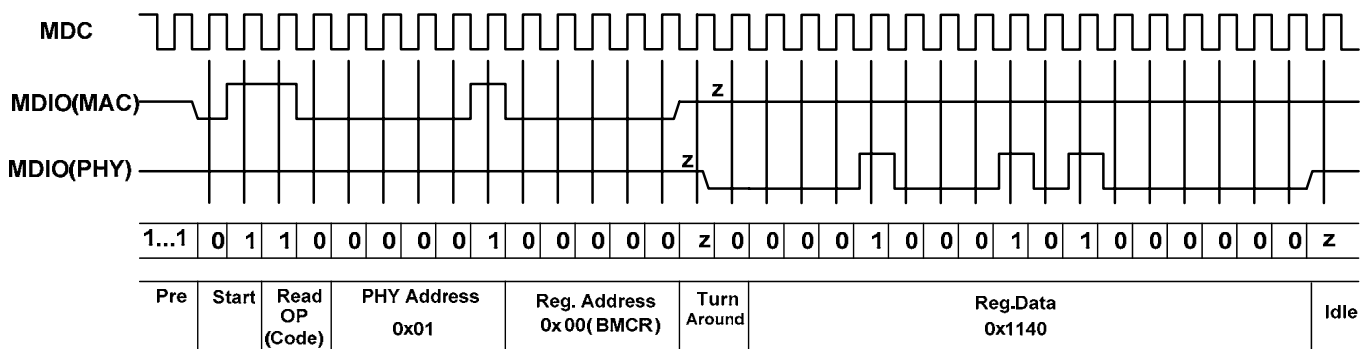 MDC
MDIO(MAC) z
MDIO(PHY) z
1...1 0 1 1 0 0 0 0 0 1 0 0 0 0 0 z 0 0 0 0 1 0 0 0 1 0 1 0 0 0 0 0 0 z
Pre Start Read OP (Code) PHY Address 0x01 Reg. Address 0x00(BMCR) Turn Around Reg.Data 0x1140 Idle